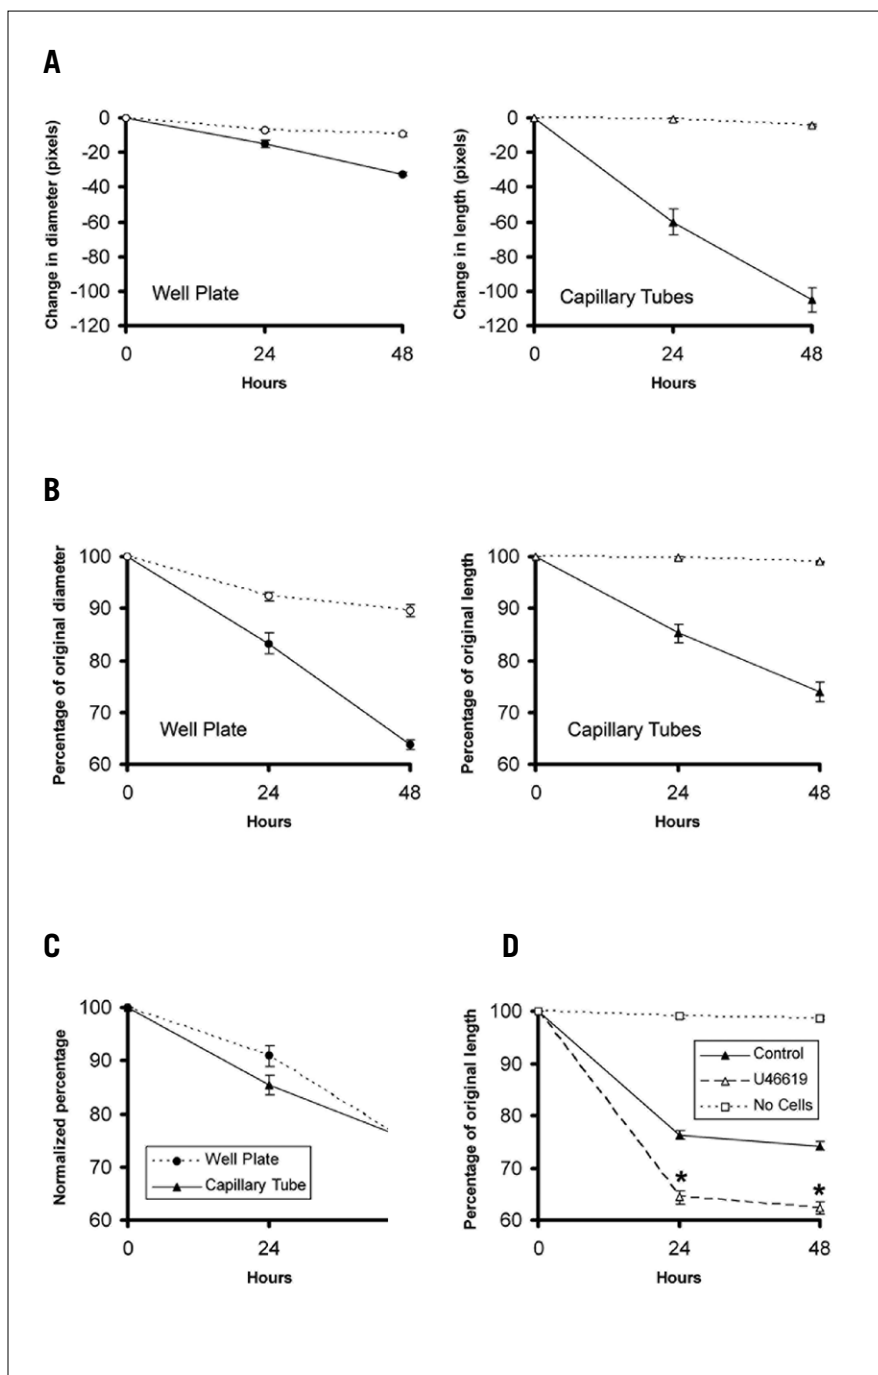 A
Change in diameter (pixels)
0
-20
-40
-60
-80
-100
-120
Well Plate
0 24 48
Hours
Change in length (pixels)
0
-20
-40
-60
-80
-100
-120
Capillary Tubes
0 24 48
Hours
B
Percentage of original diameter
100
90
80
70
60
Well Plate
0 24 48
Hours
Percentage of original length
100
90
80
70
60
Capillary Tubes
0 24 48
Hours
C
Normalized percentage
100
90
80
70
60
Well Plate
Capillary Tube
0 24
Hours
D
Percentage of original length
100
90
80
70
60
Control
U46619
No Cells
* *
0 24 48
Hours